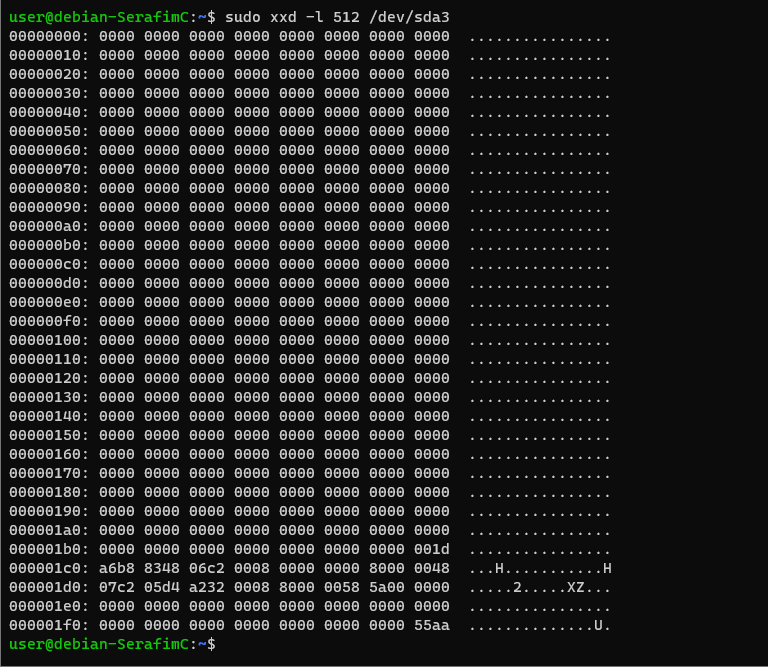 user@debian-SerafimC:~$ sudo xxd -l 512 /dev/sda3
00000000: 0000 0000 0000 0000 0000 0000 0000 0000  ................
00000010: 0000 0000 0000 0000 0000 0000 0000 0000  ................
00000020: 0000 0000 0000 0000 0000 0000 0000 0000  ................
00000030: 0000 0000 0000 0000 0000 0000 0000 0000  ................
00000040: 0000 0000 0000 0000 0000 0000 0000 0000  ................
00000050: 0000 0000 0000 0000 0000 0000 0000 0000  ................
00000060: 0000 0000 0000 0000 0000 0000 0000 0000  ................
00000070: 0000 0000 0000 0000 0000 0000 0000 0000  ................
00000080: 0000 0000 0000 0000 0000 0000 0000 0000  ................
00000090: 0000 0000 0000 0000 0000 0000 0000 0000  ................
000000a0: 0000 0000 0000 0000 0000 0000 0000 0000  ................
000000b0: 0000 0000 0000 0000 0000 0000 0000 0000  ................
000000c0: 0000 0000 0000 0000 0000 0000 0000 0000  ................
000000d0: 0000 0000 0000 0000 0000 0000 0000 0000  ................
000000e0: 0000 0000 0000 0000 0000 0000 0000 0000  ................
000000f0: 0000 0000 0000 0000 0000 0000 0000 0000  ................
00000100: 0000 0000 0000 0000 0000 0000 0000 0000  ................
00000110: 0000 0000 0000 0000 0000 0000 0000 0000  ................
00000120: 0000 0000 0000 0000 0000 0000 0000 0000  ................
00000130: 0000 0000 0000 0000 0000 0000 0000 0000  ................
00000140: 0000 0000 0000 0000 0000 0000 0000 0000  ................
00000150: 0000 0000 0000 0000 0000 0000 0000 0000  ................
00000160: 0000 0000 0000 0000 0000 0000 0000 0000  ................
00000170: 0000 0000 0000 0000 0000 0000 0000 0000  ................
00000180: 0000 0000 0000 0000 0000 0000 0000 0000  ................
00000190: 0000 0000 0000 0000 0000 0000 0000 0000  ................
000001a0: 0000 0000 0000 0000 0000 0000 0000 0000  ................
000001b0: 0000 0000 0000 0000 0000 0000 0000 001d  ................
000001c0: a6b8 8348 06c2 0008 0000 0000 8000 0048  ...H...........H
000001d0: 07c2 05d4 a232 0008 8000 0058 5a00 0000  .....2.....XZ...
000001e0: 0000 0000 0000 0000 0000 0000 0000 0000  ................
000001f0: 0000 0000 0000 0000 0000 0000 0000 55aa  ..............U.
user@debian-SerafimC:~$